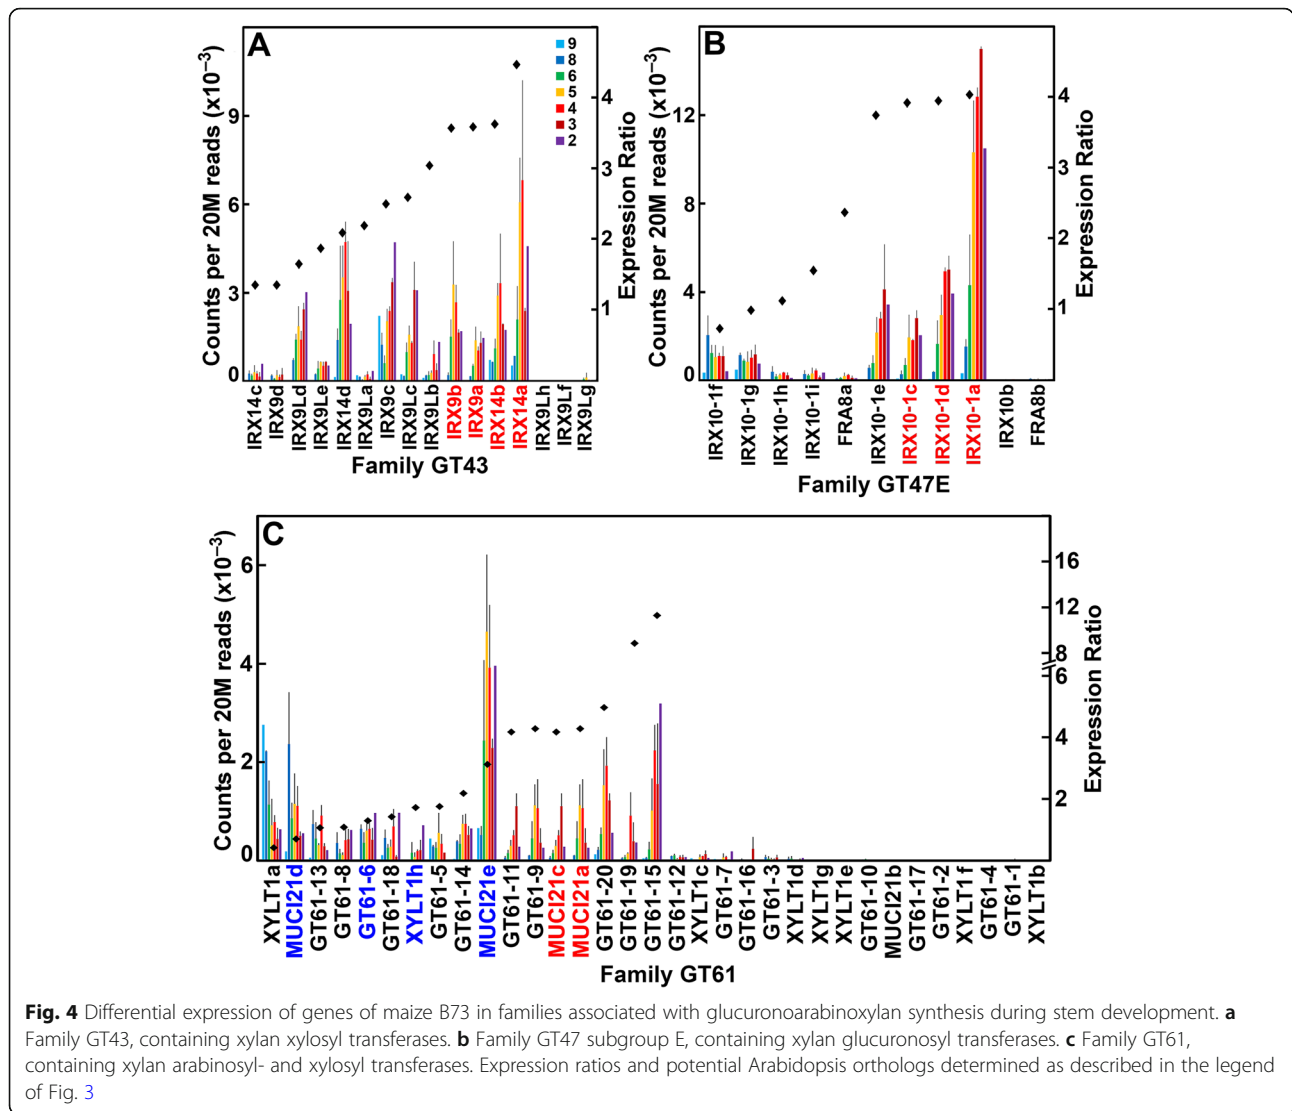 A
Counts per 20M reads (x10⁻³)
9
6
3
0
9
8
6
5
4
3
2
4
3
2
1
Expression Ratio
IRX14c
IRX9d
IRX9Ld
IRX9Le
IRX14d
IRX9La
IRX9c
IRX9Lc
IRX9Lb
IRX9b
IRX9a
IRX14b
IRX14a
IRX9Lh
IRX9Lf
IRX9Lg
Family GT43
B
Counts per 20M reads (x10⁻³)
12
8
4
0
4
3
2
1
0
Expression Ratio
IRX10-1f
IRX10-1g
IRX10-1h
IRX10-1i
FRA8a
IRX10-1e
IRX10-1c
IRX10-1d
IRX10-1a
IRX10b
FRA8b
Family GT47E
C
Counts per 20M reads (x10⁻³)
6
4
2
0
16
12
8
6
4
2
Expression Ratio
XYLT1a
MUCI21d
GT61-13
GT61-8
GT61-6
GT61-18
XYLT1h
GT61-5
GT61-14
MUCI21e
GT61-11
GT61-9
MUCI21c
MUCI21a
GT61-20
GT61-19
GT61-15
GT61-12
XYLT1c
GT61-7
GT61-16
GT61-3
XYLT1d
XYLT1g
XYLT1e
GT61-10
MUCI21b
GT61-17
GT61-2
XYLT1f
GT61-4
GT61-1
XYLT1b
Family GT61
Fig. 4 Differential expression of genes of maize B73 in families associated with glucuronoarabinoxylan synthesis during stem development. a
Family GT43, containing xylan xylosyl transferases. b Family GT47 subgroup E, containing xylan glucuronosyl transferases. c Family GT61,
containing xylan arabinosyl- and xylosyl transferases. Expression ratios and potential Arabidopsis orthologs determined as described in the legend
of Fig. 3